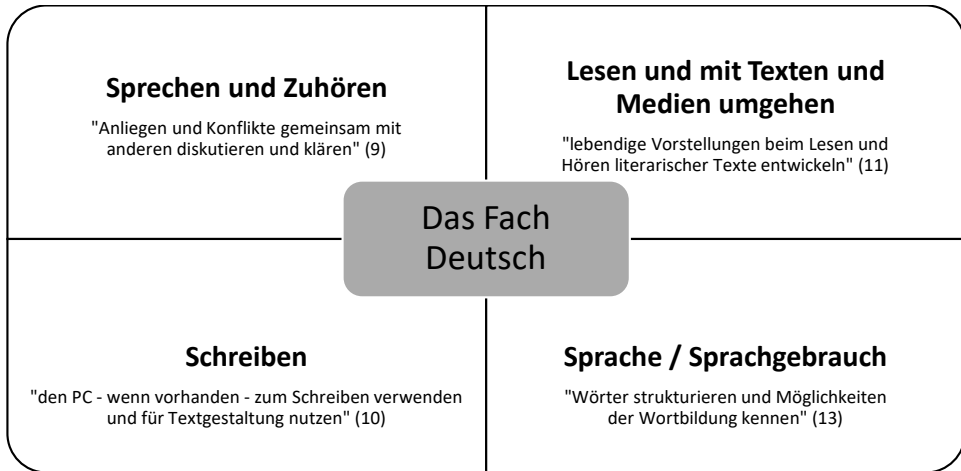 Sprechen und Zuhören
"Anliegen und Konflikte gemeinsam mit
anderen diskutieren und klären" (9)
Lesen und mit Texten und
Medien umgehen
"lebendige Vorstellungen beim Lesen und
Hören literarischer Texte entwickeln" (11)
Das Fach
Deutsch
Schreiben
"den PC - wenn vorhanden - zum Schreiben verwenden
und für Textgestaltung nutzen" (10)
Sprache / Sprachgebrauch
"Wörter strukturieren und Möglichkeiten
der Wortbildung kennen" (13)